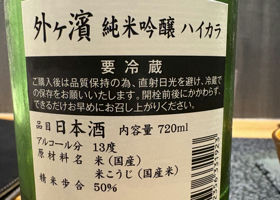 外ヶ濱 純米吟醸 ハイカラ
要冷蔵
ご購入後は品質保持の為、直射日光を避け、冷蔵で
の保存をお願いいたします。開栓前後にかかわらず、
できるだけお早めにお召し上がりください。
品目 日本酒 内容量 720ml
アルコール分 13度
原材料名 米（国産）
米こうじ（国産米）
精米歩合 50%